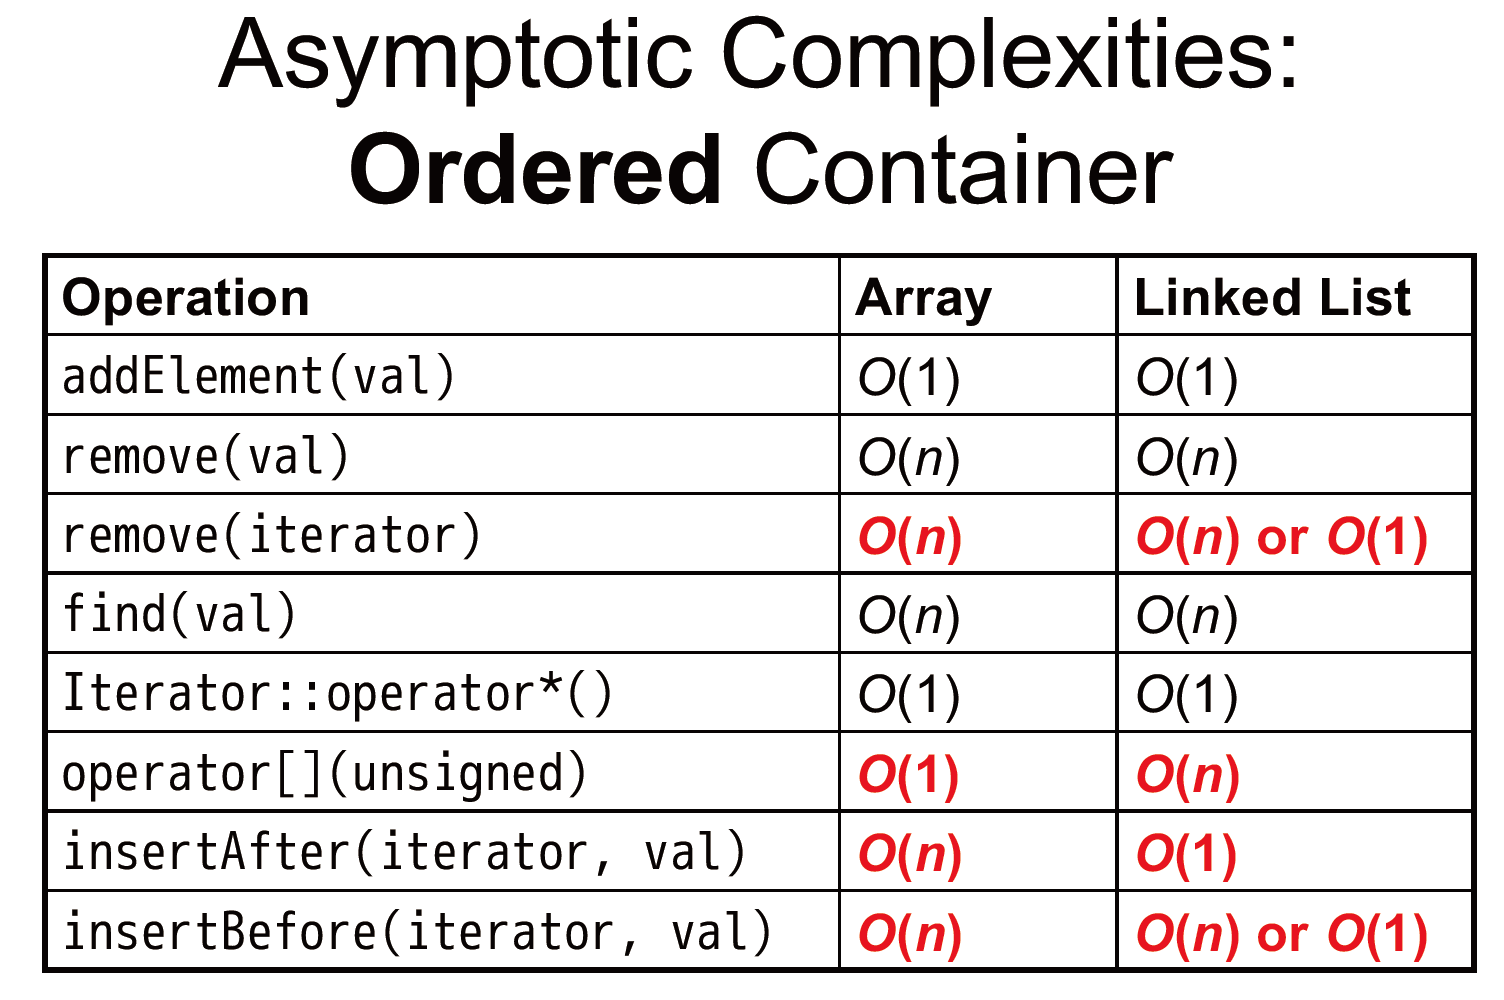 Asymptotic Complexities:
Ordered Container
Operation Array Linked List
addElement(val) O(1) O(1)
remove(val) O(n) O(n)
remove(iterator) O(n) O(n) or O(1)
find(val) O(n) O(n)
Iterator::operator*() O(1) O(1)
operator[](unsigned) O(1) O(n)
insertAfter(iterator, val) O(n) O(1)
insertBefore(iterator, val) O(n) O(n) or O(1)